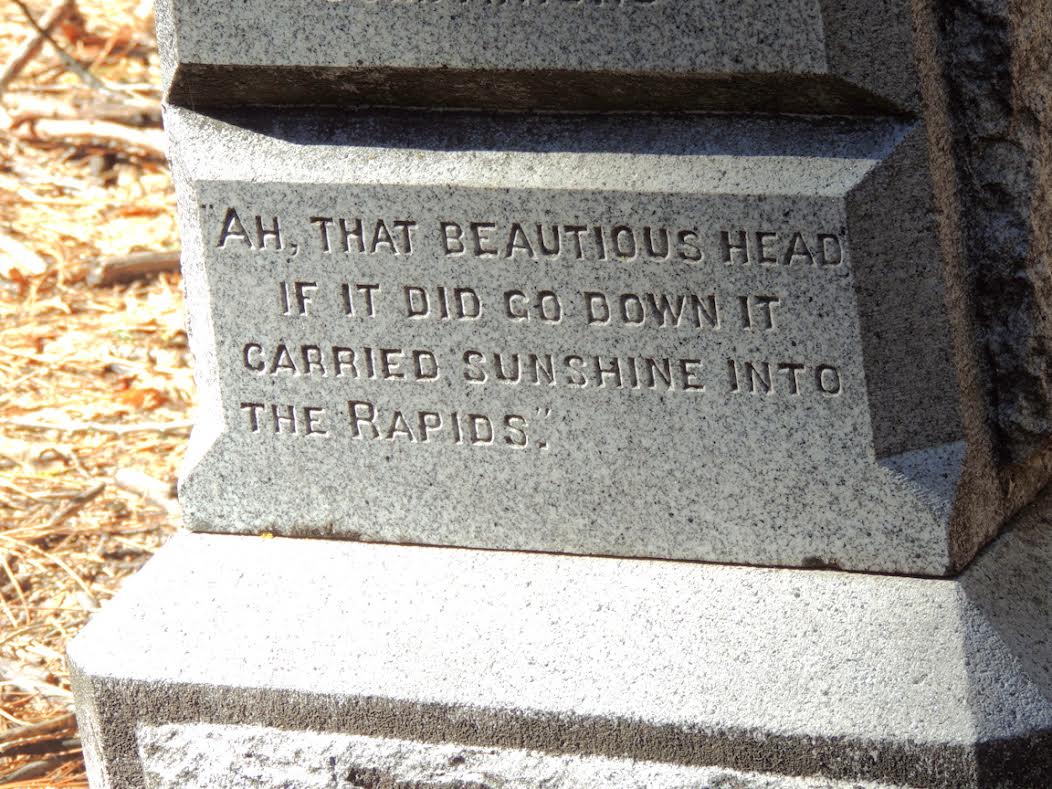 "AH, THAT BEAUTIOUS HEAD,
IF IT DID GO DOWN IT
CARRIED SUNSHINE INTO
THE RAPIDS."